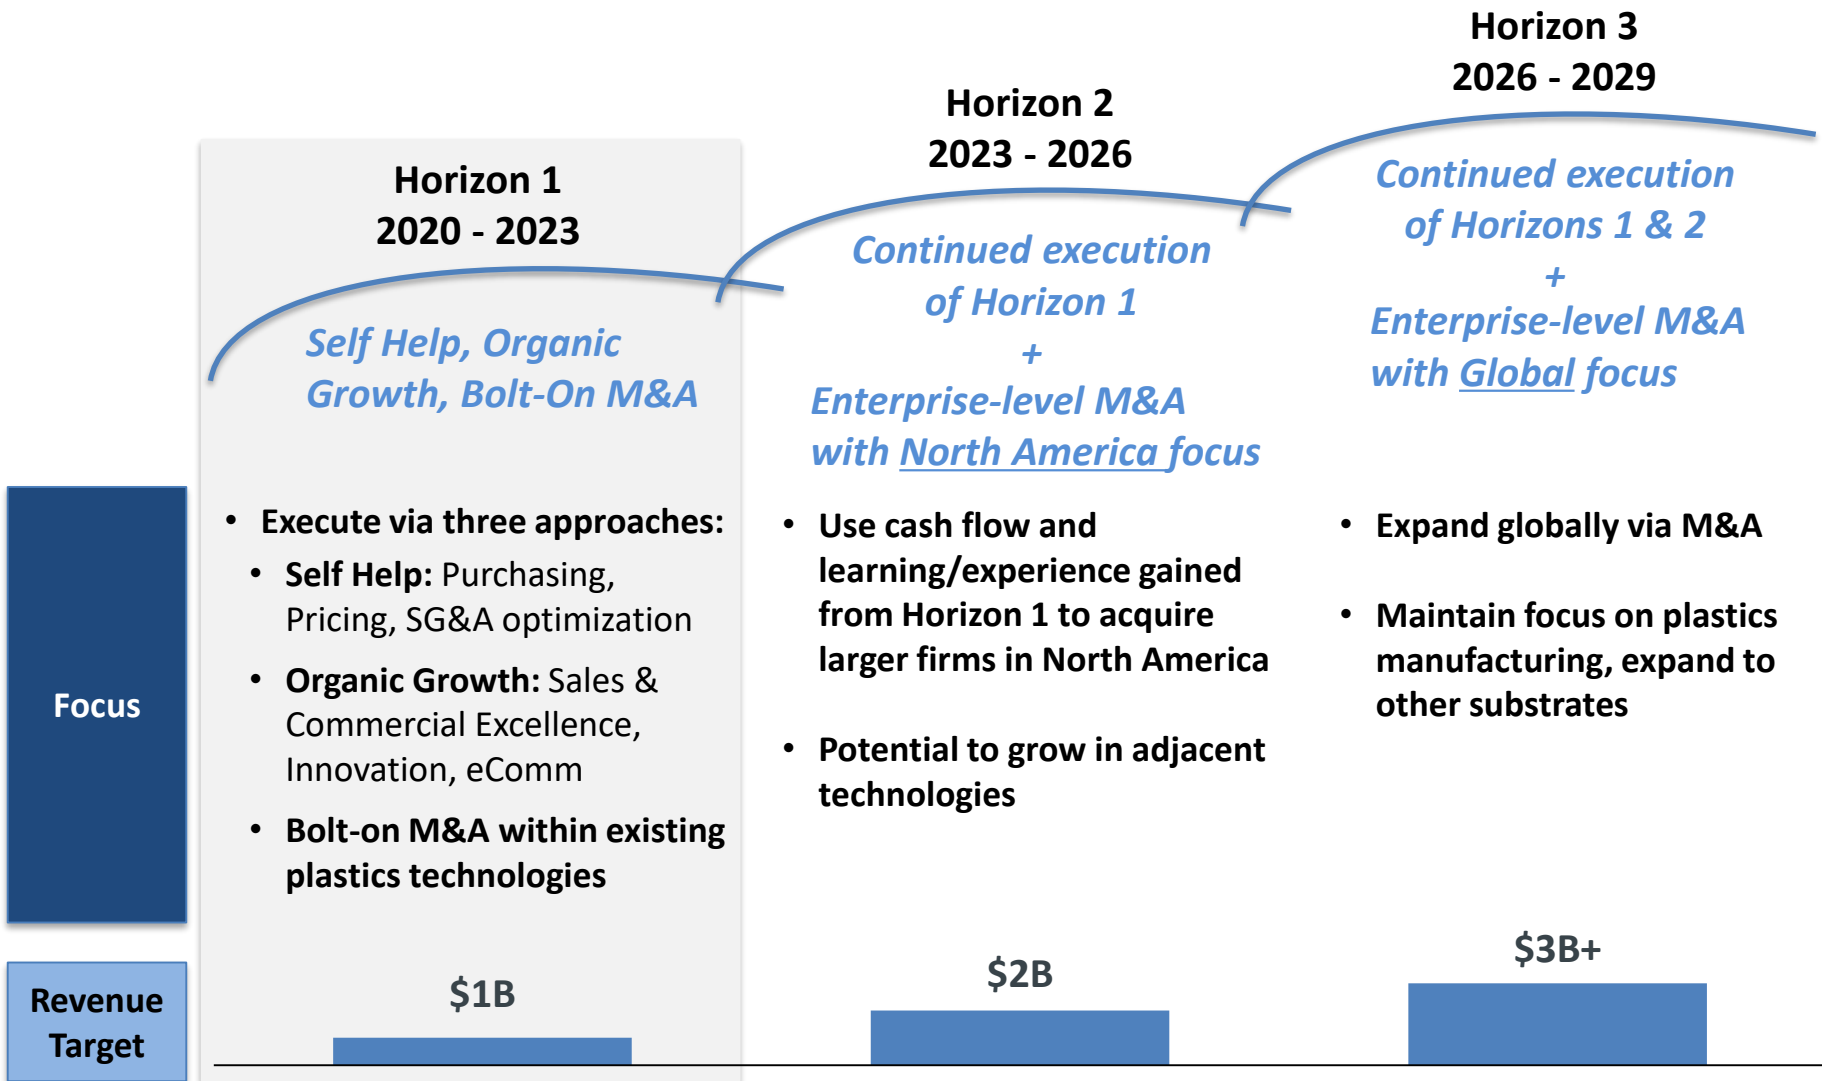 Horizon 1
2020 - 2023
Self Help, Organic
Growth, Bolt-On M&A
Horizon 2
2023 - 2026
Continued execution
of Horizon 1
+
Enterprise-level M&A
with North America focus
Horizon 3
2026 - 2029
Continued execution
of Horizons 1 & 2
+
Enterprise-level M&A
with Global focus
Focus
• Execute via three approaches:
• Self Help: Purchasing,
Pricing, SG&A optimization
• Organic Growth: Sales &
Commercial Excellence,
Innovation, eComm
• Bolt-on M&A within existing
plastics technologies
• Use cash flow and
learning/experience gained
from Horizon 1 to acquire
larger firms in North America
• Potential to grow in adjacent
technologies
• Expand globally via M&A
• Maintain focus on plastics
manufacturing, expand to
other substrates
Revenue
Target
$1B
$2B
$3B+